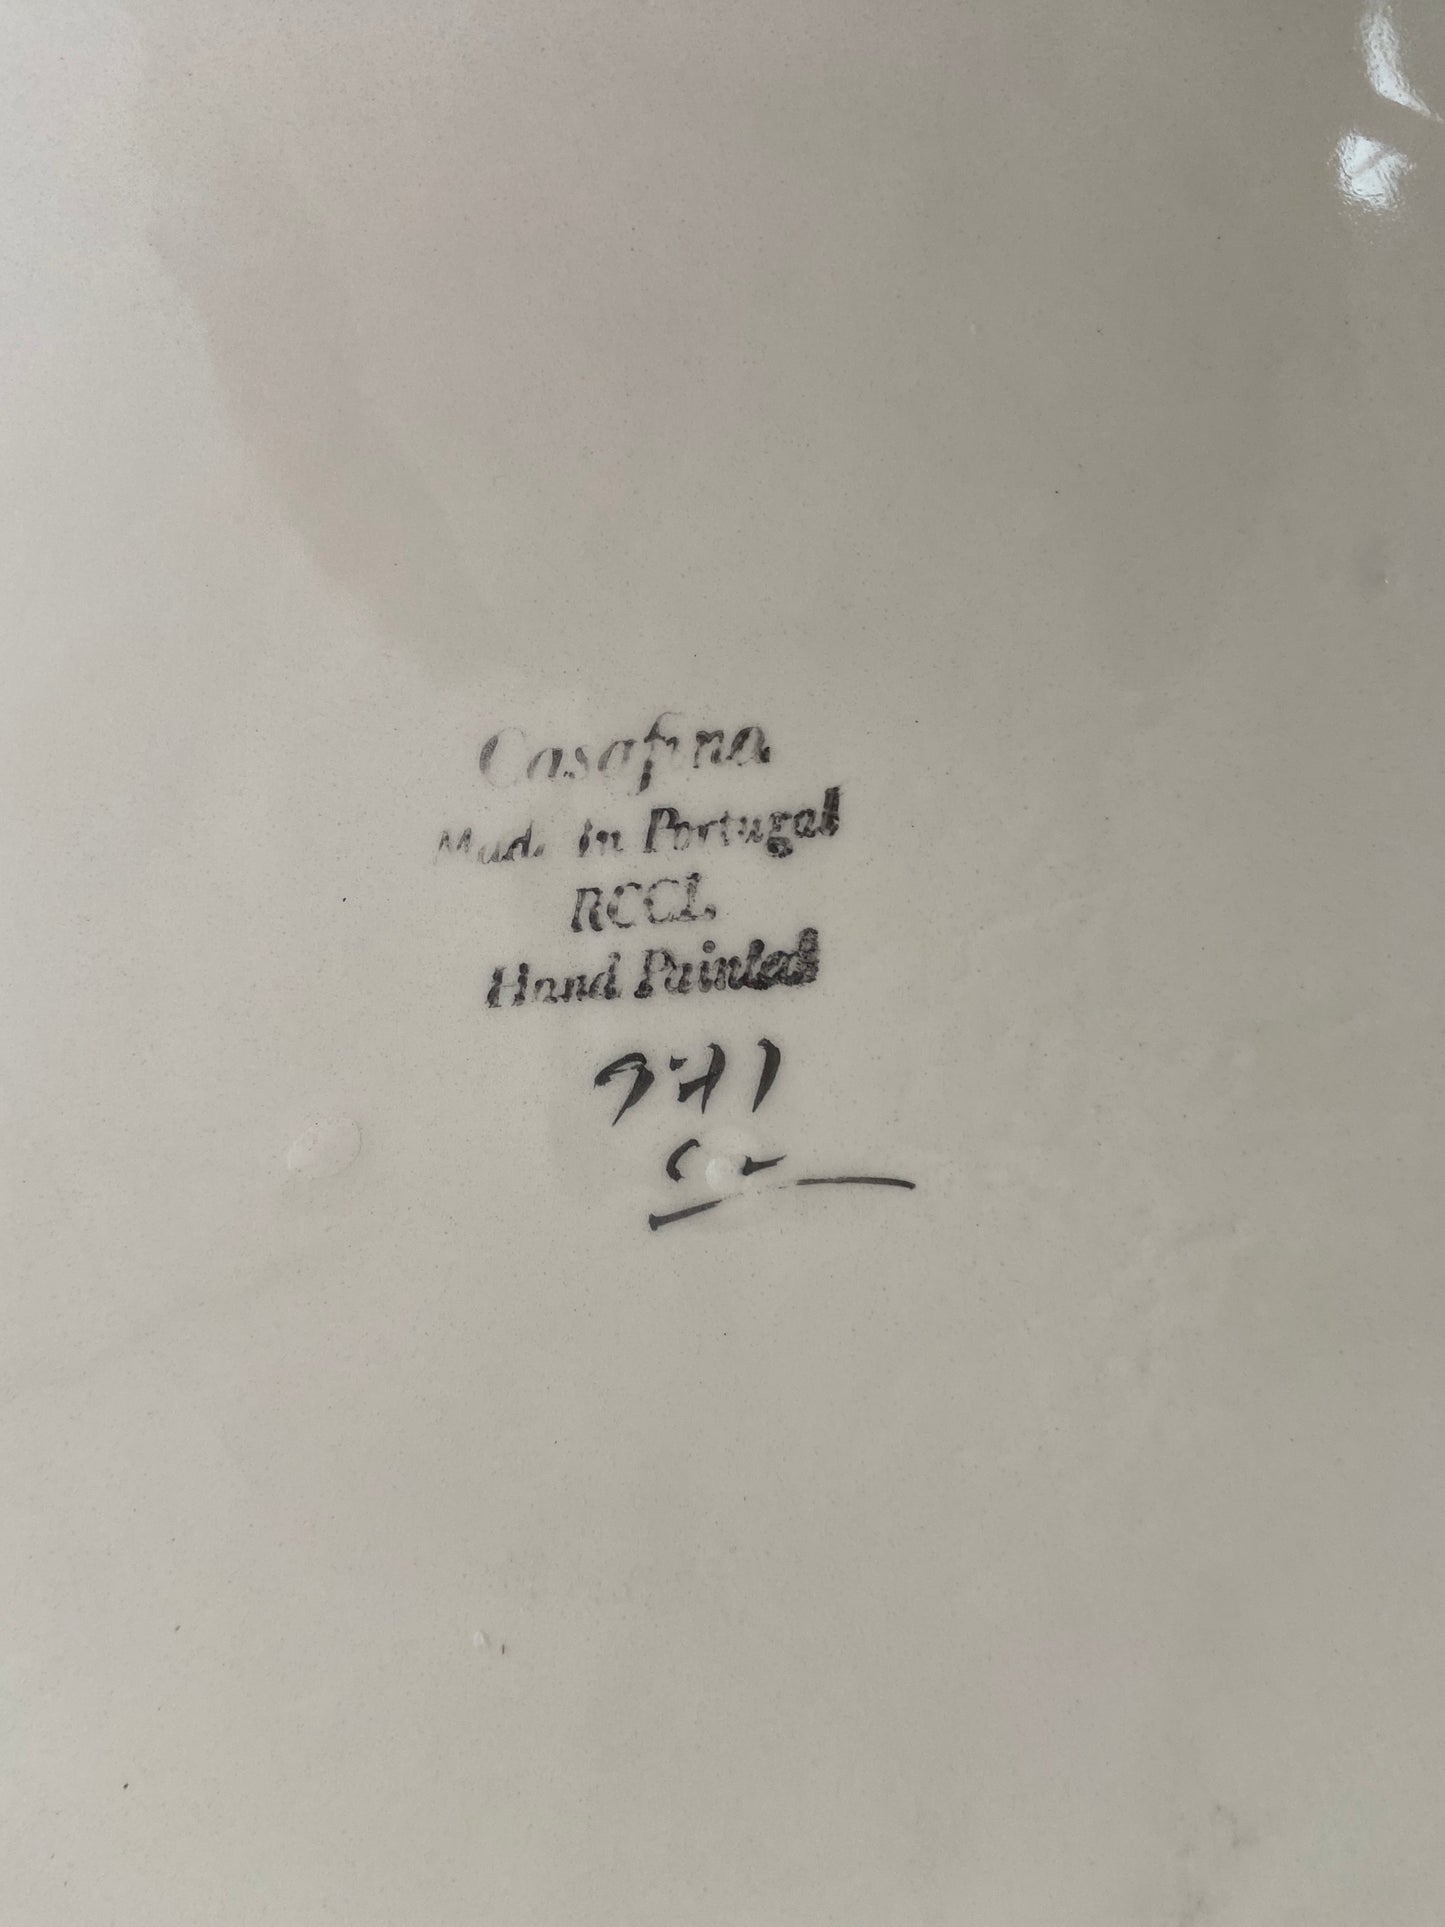 Casafina
Made in Portugal
RCCL
Hand Painted